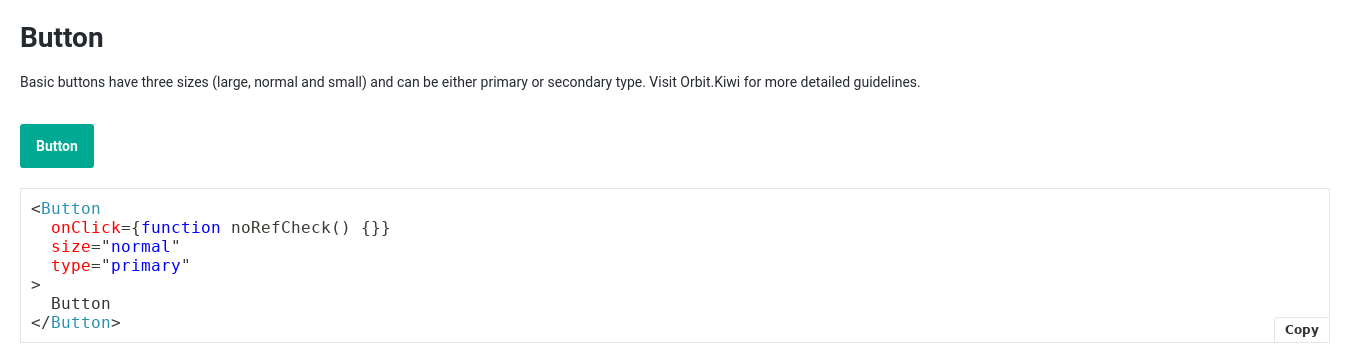 Button
Basic buttons have three sizes (large, normal and small) and can be either primary or secondary type. Visit Orbit.Kiwi for more detailed guidelines.
Button
<Button
  onClick={function noRefCheck() {}}
  size="normal"
  type="primary"
>
  Button
</Button>
Copy